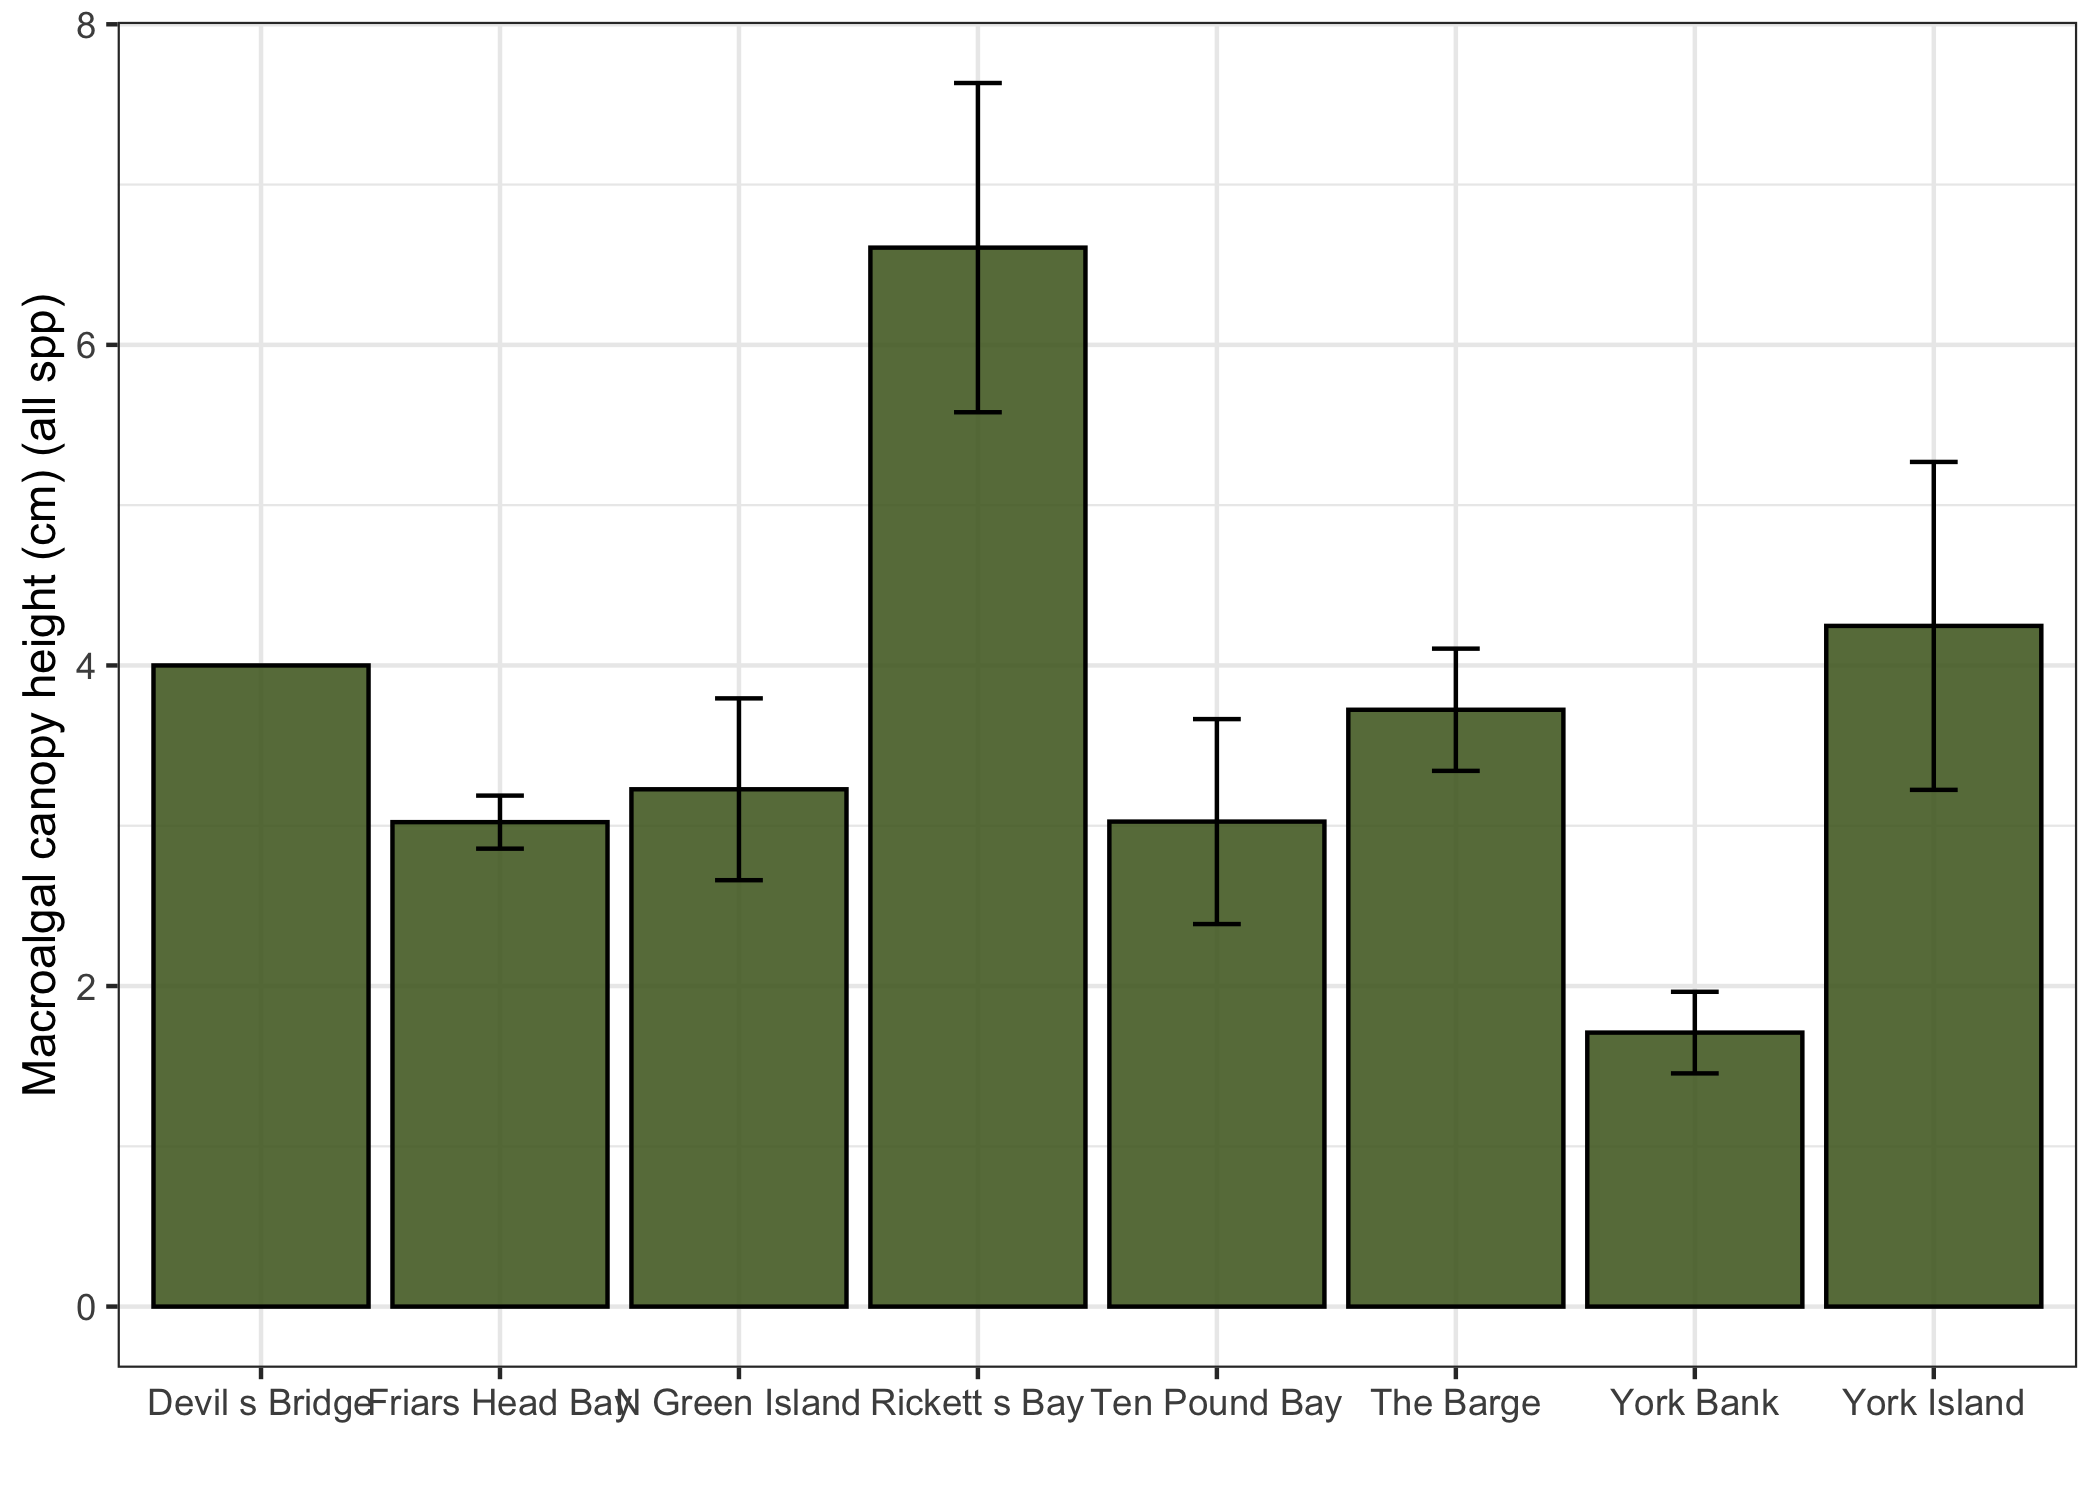 Macroalgal canopy height (cm) (all spp)
8
6
4
2
0
Devil s Bridge Friars Head Bay N Green Island Rickett s Bay Ten Pound Bay The Barge York Bank York Island